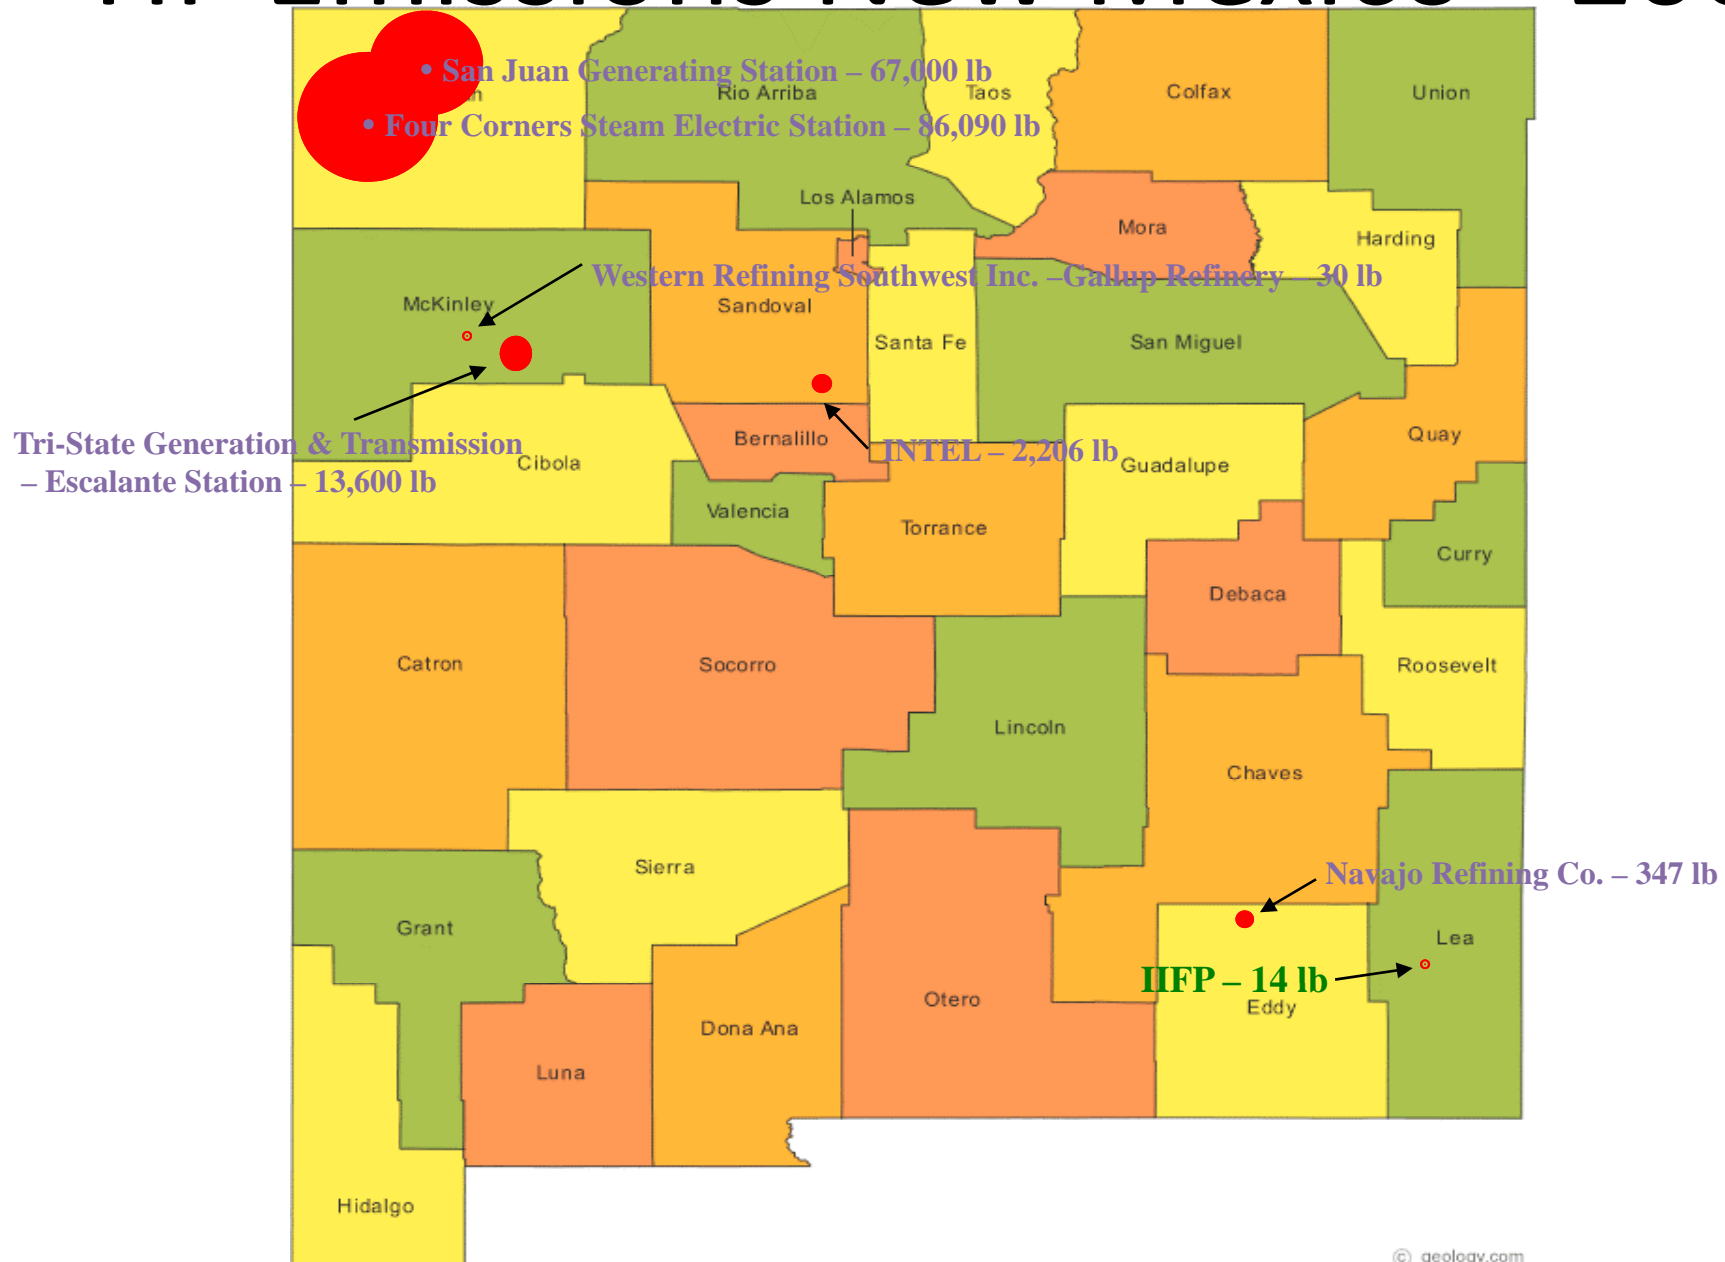 Emissions New Mexico
• San Juan Generating Station – 67,000 lb
Rio Arriba
Taos
Colfax
Union
• Four Corners Steam Electric Station – 86,090 lb
Los Alamos
Mora
Harding
Western Refining Southwest Inc. –Gallup Refinery – 30 lb
McKinley
Sandoval
Santa Fe
San Miguel
Tri-State Generation & Transmission
– Escalante Station – 13,600 lb
Cibola
Bernalillo
INTEL – 2,206 lb
Guadalupe
Quay
Valencia
Torrance
Curry
Debaca
Catron
Socorro
Roosevelt
Lincoln
Chaves
Sierra
Navajo Refining Co. – 347 lb
Grant
Lea
IIFP – 14 lb
Eddy
Otero
Dona Ana
Luna
Hidalgo
© geology.com